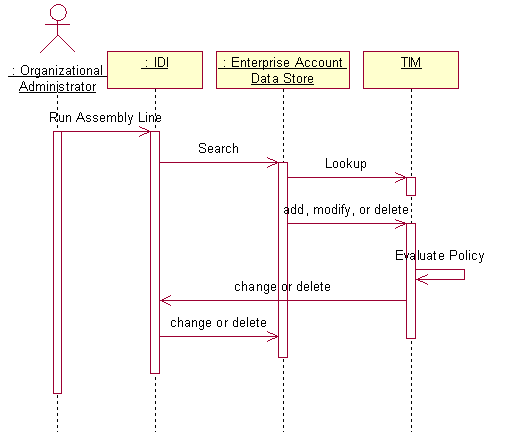 : Organizational
Administrator
: IDI
: Enterprise Account
Data Store
TIM
Run Assembly Line
Search
Lookup
add, modify, or delete
Evaluate Policy
change or delete
change or delete